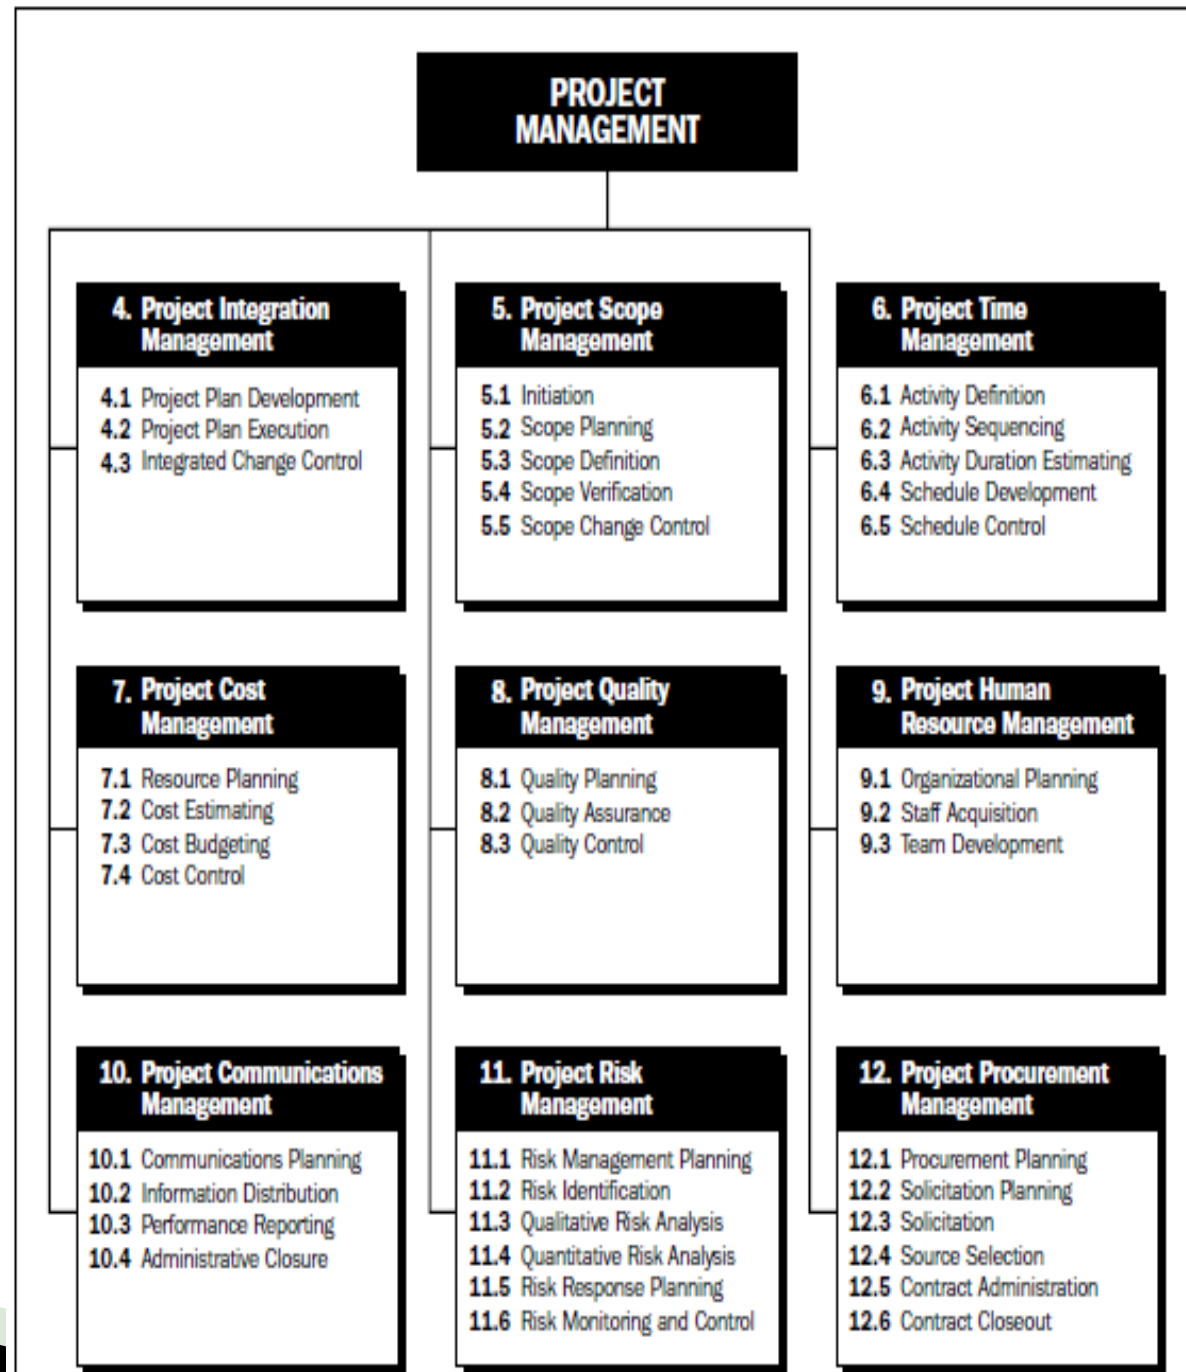 PROJECT
MANAGEMENT
4. Project Integration
Management
4.1 Project Plan Development
4.2 Project Plan Execution
4.3 Integrated Change Control
5. Project Scope
Management
5.1 Initiation
5.2 Scope Planning
5.3 Scope Definition
5.4 Scope Verification
5.5 Scope Change Control
6. Project Time
Management
6.1 Activity Definition
6.2 Activity Sequencing
6.3 Activity Duration Estimating
6.4 Schedule Development
6.5 Schedule Control
7. Project Cost
Management
7.1 Resource Planning
7.2 Cost Estimating
7.3 Cost Budgeting
7.4 Cost Control
8. Project Quality
Management
8.1 Quality Planning
8.2 Quality Assurance
8.3 Quality Control
9. Project Human
Resource Management
9.1 Organizational Planning
9.2 Staff Acquisition
9.3 Team Development
10. Project Communications
Management
10.1 Communications Planning
10.2 Information Distribution
10.3 Performance Reporting
10.4 Administrative Closure
11. Project Risk
Management
11.1 Risk Management Planning
11.2 Risk Identification
11.3 Qualitative Risk Analysis
11.4 Quantitative Risk Analysis
11.5 Risk Response Planning
11.6 Risk Monitoring and Control
12. Project Procurement
Management
12.1 Procurement Planning
12.2 Solicitation Planning
12.3 Solicitation
12.4 Source Selection
12.5 Contract Administration
12.6 Contract Closeout